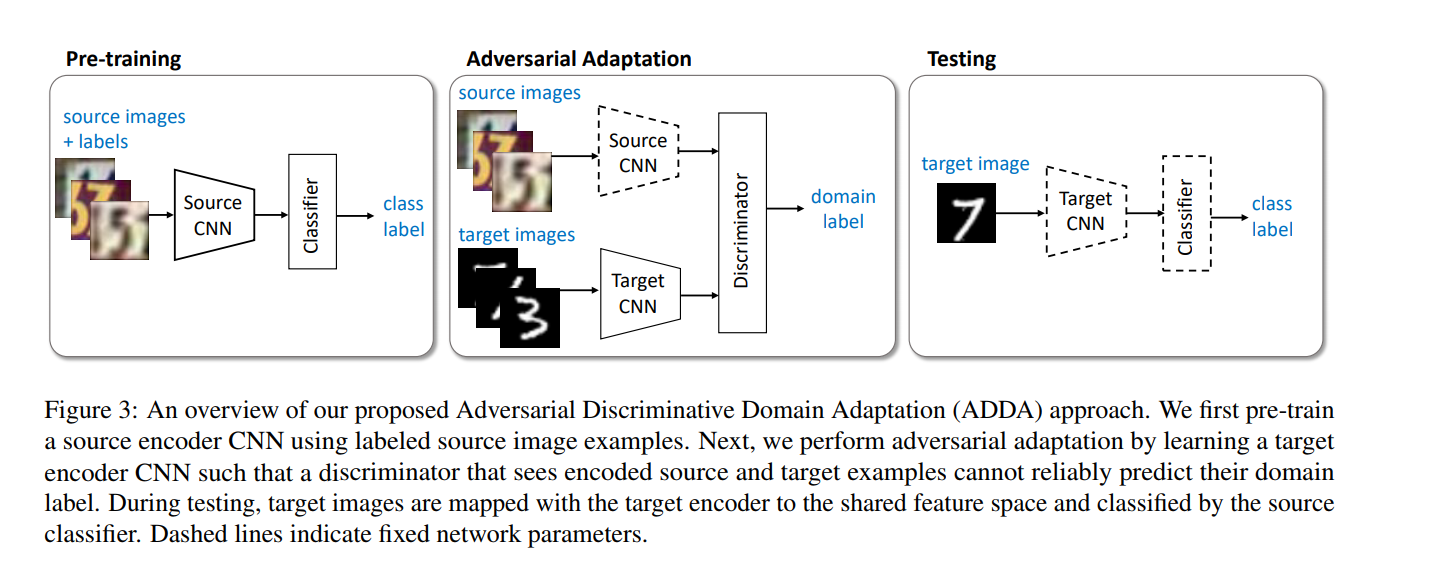 Pre-training
source images
+ labels
Source
CNN
Classifier
class
label
Adversarial Adaptation
source images
Source
CNN
target images
Target
CNN
Discriminator
domain
label
Testing
target image
Target
CNN
Classifier
class
label
Figure 3: An overview of our proposed Adversarial Discriminative Domain Adaptation (ADDA) approach. We first pre-train
a source encoder CNN using labeled source image examples. Next, we perform adversarial adaptation by learning a target
encoder CNN such that a discriminator that sees encoded source and target examples cannot reliably predict their domain
label. During testing, target images are mapped with the target encoder to the shared feature space and classified by the source
classifier. Dashed lines indicate fixed network parameters.